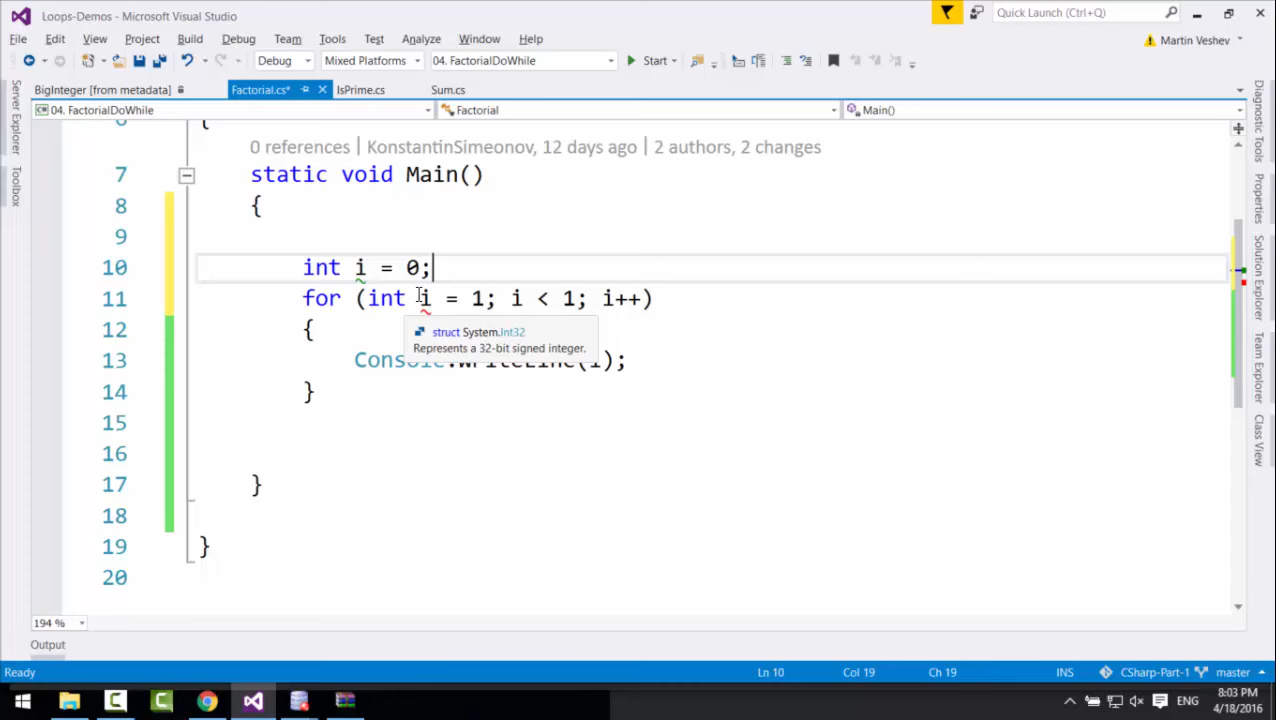 Loops-Demos - Microsoft Visual Studio
Quick Launch (Ctrl+Q)
File Edit View Project Build Debug Team Tools Test Analyze Window Help
Martin Veshev
Debug Mixed Platforms 04. FactorialDoWhile Start
BigInteger [from metadata] Factorial.cs* IsPrime.cs Sum.cs
04. FactorialDoWhile Factorial Main()
{
0 references | KonstantinSimeonov, 12 days ago | 2 authors, 2 changes
7 static void Main()
8 {
9
10 int i = 0;
11 for (int i = 1; i < 1; i++)
12 {
struct System.Int32
Represents a 32-bit signed integer.
13 Console.WriteLine(i);
14 }
15
16
17 }
18
19 }
20
194 %
Output
Ready Ln 10 Col 19 Ch 19 INS CSharp-Part-1 master
ENG
8:03 PM
4/18/2016
Server Explorer
Toolbox
Diagnostic Tools
Properties
Solution Explorer
Team Explorer
Class View